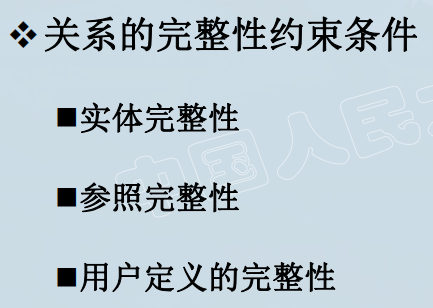 ❖关系的完整性约束条件
■实体完整性
■参照完整性
■用户定义的完整性
中国人民